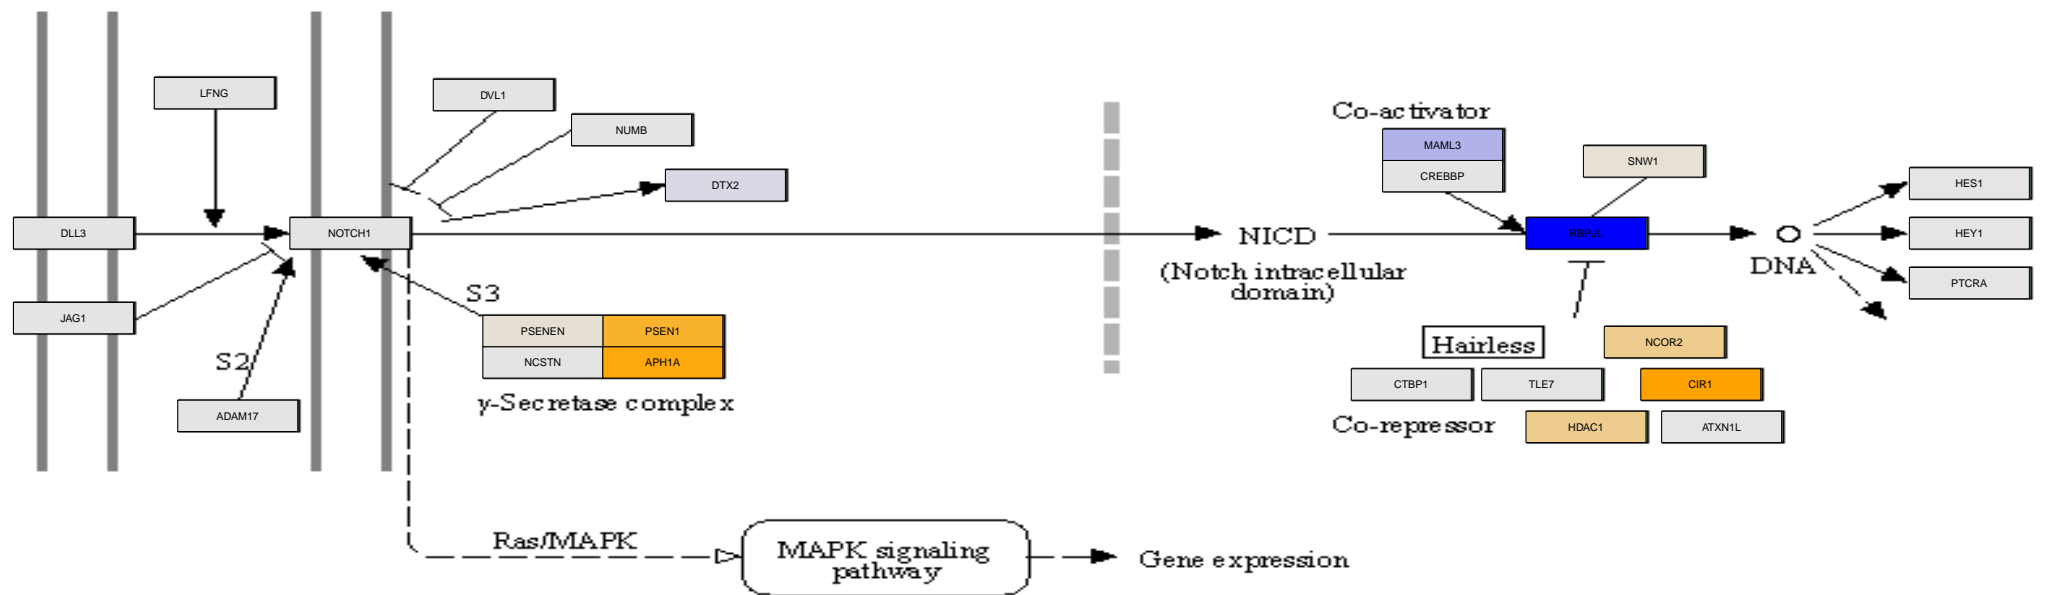 LFNG
DVL1
NUMB
DTX2
DLL3
NOTCH1
JAG1
S2
ADAM17
S3
PSENEN
PSEN1
NCSTN
APH1A
γ-Secretase complex
Co-activator
MAML3
CREBBP
SNW1
NICD
(Notch intracellular
domain)
RBPJL
DNA
HES1
HEY1
PTCRA
Hairless
NCOR2
CTBP1
TLE7
CIR1
Co-repressor
HDAC1
ATXN1L
Ras/MAPK
MAPK signaling
pathway
Gene expression